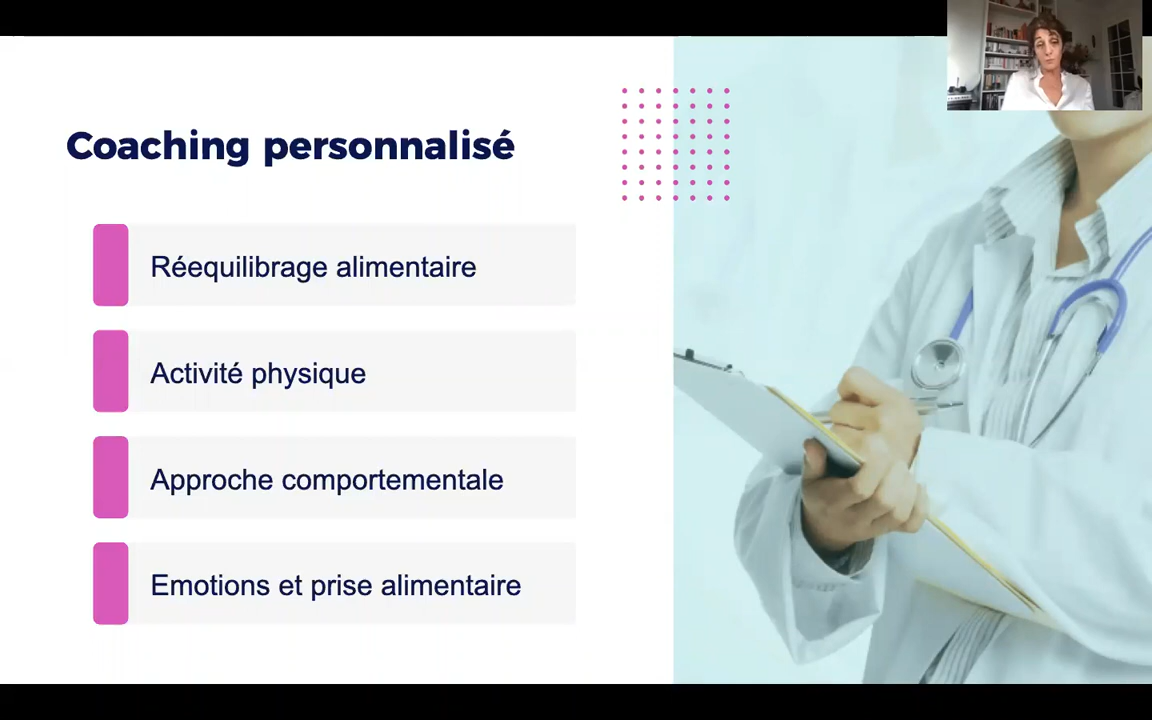 Coaching personnalisé
Réequilibrage alimentaire
Activité physique
Approche comportementale
Emotions et prise alimentaire